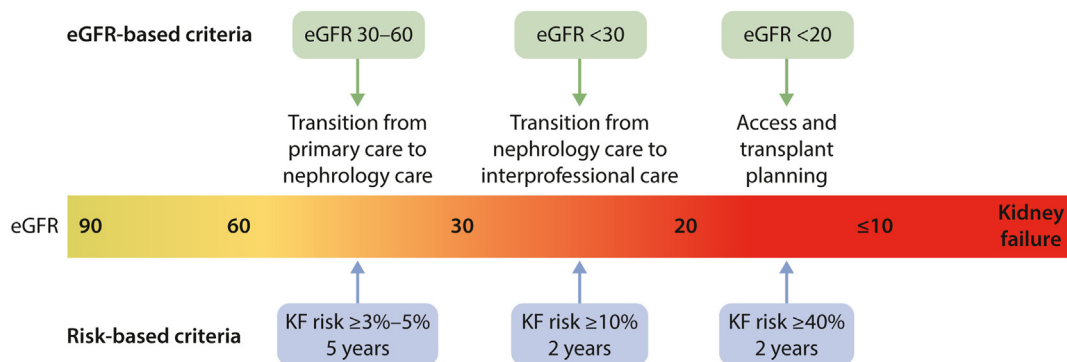 eGFR-based criteria
eGFR 30–60
eGFR <30
eGFR <20
Transition from
primary care to
nephrology care
Transition from
nephrology care to
interprofessional care
Access and
transplant
planning
eGFR
90
60
30
20
≤10
Kidney
failure
Risk-based criteria
KF risk ≥3%–5%
5 years
KF risk ≥10%
2 years
KF risk ≥40%
2 years